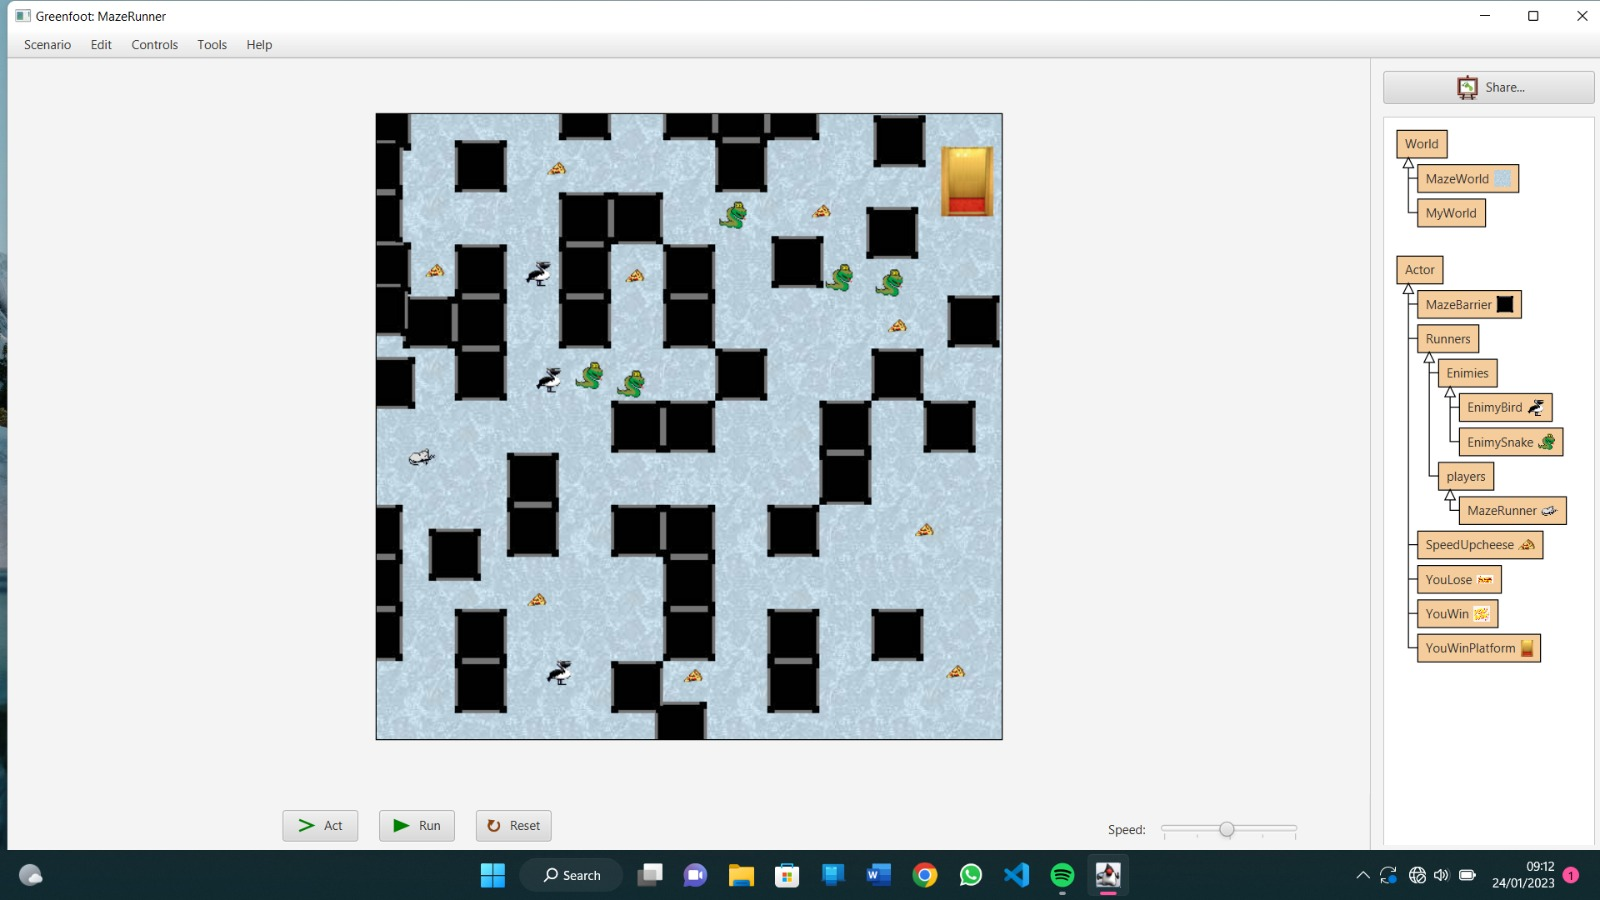 Greenfoot: MazeRunner
Scenario Edit Controls Tools Help
Share...
World
MazeWorld
MyWorld
Actor
MazeBarrier
Runners
Enimies
EnimyBird
EnimySnake
players
MazeRunner
SpeedUpcheese
YouLose
YouWin
YouWinPlatform
Act Run Reset Speed:
Search
09:12
24/01/2023
1